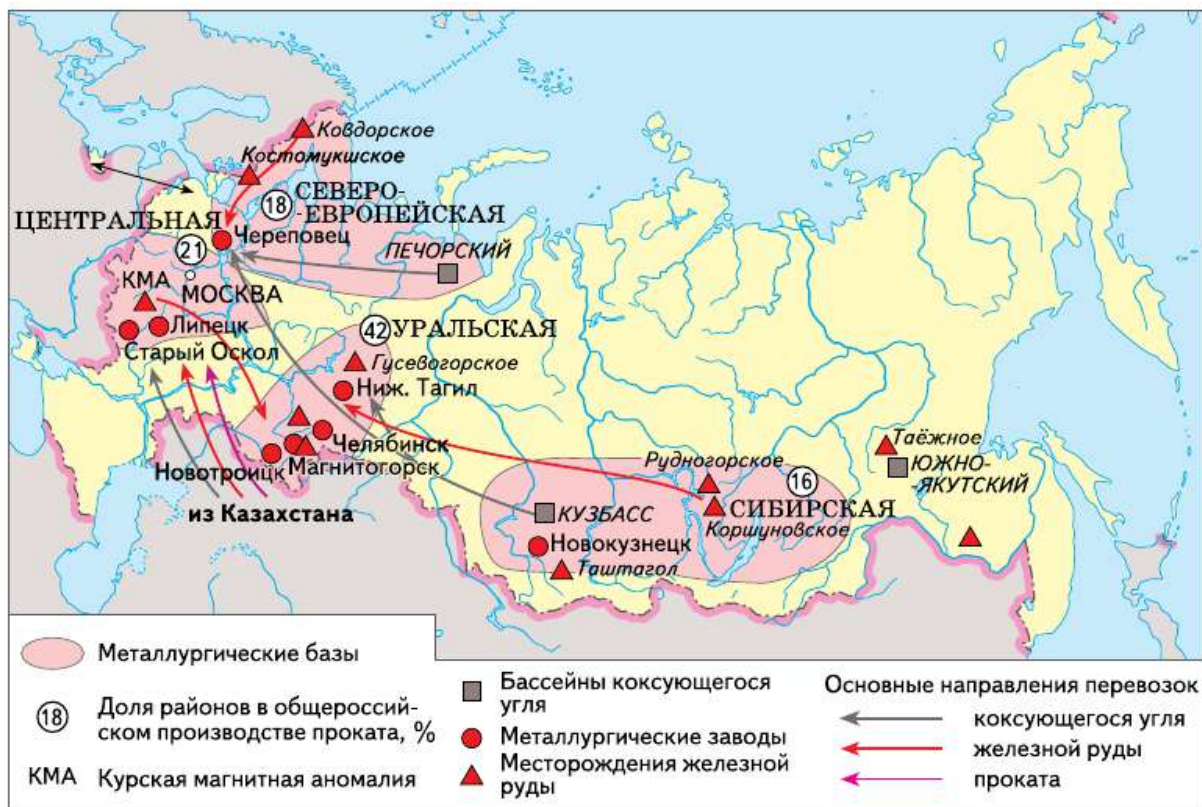 Ковдорское
Костомукшское
18
СЕВЕРО-
-ЕВРОПЕЙСКАЯ
ЦЕНТРАЛЬНАЯ
Череповец
21
ПЕЧОРСКИЙ
КМА
МОСКВА
Липецк
42
УРАЛЬСКАЯ
Старый Оскол
Гусевогорское
Ниж. Тагил
Челябинск
Новотроицк
Магнитогорск
из Казахстана
Таёжное
Рудногорское
16
ЮЖНО-
-ЯКУТСКИЙ
КУЗБАСС
СИБИРСКАЯ
Коршуновское
Новокузнецк
Таштагол
Металлургические базы
18
Доля районов в общероссий-
ском производстве проката, %
КМА
Курская магнитная аномалия
Бассейны коксующегося
угля
Металлургические заводы
Месторождения железной
руды
Основные направления перевозок
коксующегося угля
железной руды
проката